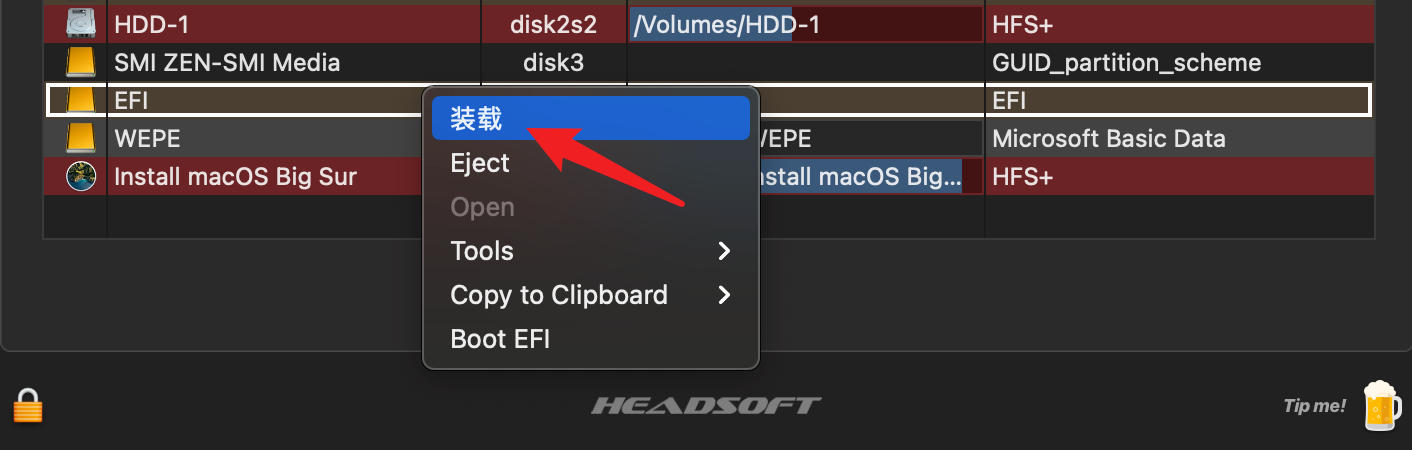 HDD-1 disk2s2 /Volumes/HDD-1 HFS+
SMI ZEN-SMI Media disk3 GUID_partition_scheme
EFI EFI
WEPE WEPE Microsoft Basic Data
Install macOS Big Sur nstall macOS Big... HFS+
装载
Eject
Open
Tools
Copy to Clipboard
Boot EFI
HEADSOFT
Tip me!